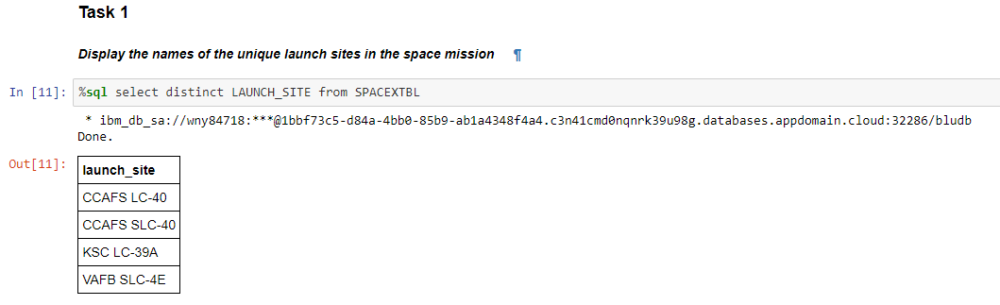 Task 1
Display the names of the unique launch sites in the space mission ¶
In [11]: %sql select distinct LAUNCH_SITE from SPACEXTBL
* ibm_db_sa://wny84718:***@1bbf73c5-d84a-4bb0-85b9-ab1a4348f4a4.c3n41cmd0nqnrk39u98g.databases.appdomain.cloud:32286/bludb
Done.
Out[11]: launch_site
CCAFS LC-40
CCAFS SLC-40
KSC LC-39A
VAFB SLC-4E